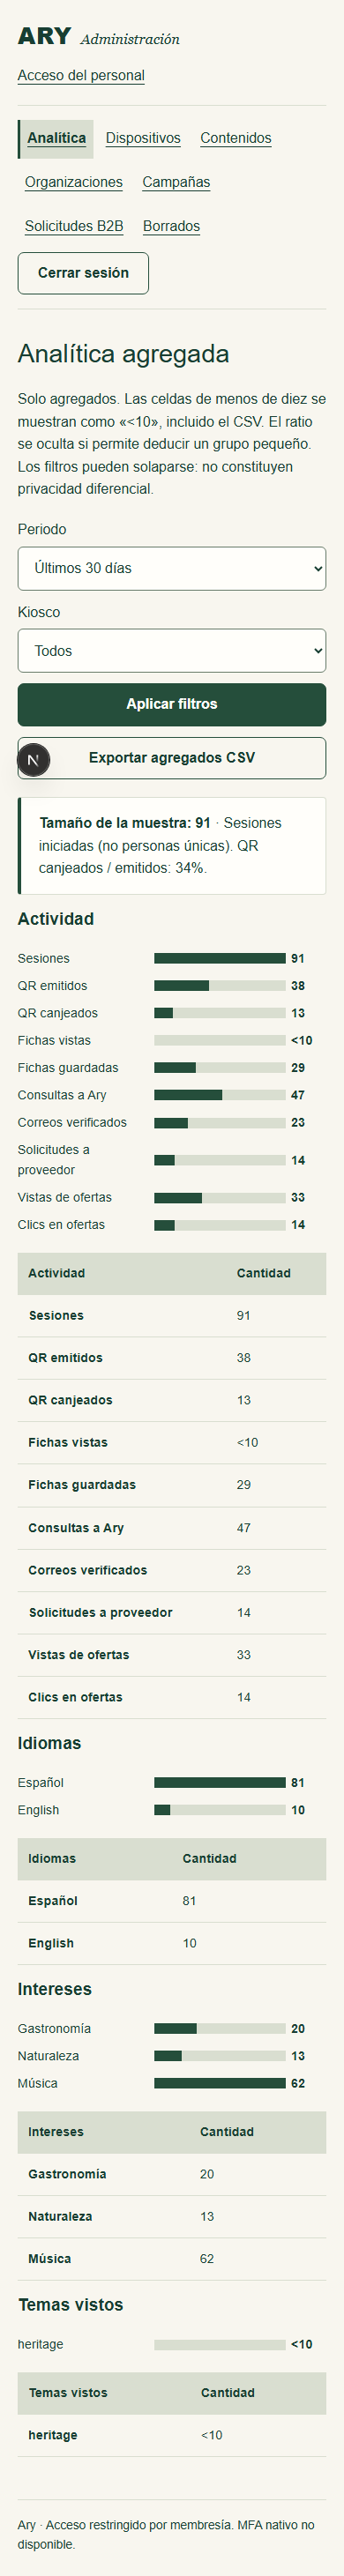 ARY Administración
Acceso del personal
Analítica Dispositivos Contenidos
Organizaciones Campañas
Solicitudes B2B Borrados
Cerrar sesión
Analítica agregada
Solo agregados. Las celdas de menos de diez se
muestran como «<10», incluido el CSV. El ratio
se oculta si permite deducir un grupo pequeño.
Los filtros pueden solaparse: no constituyen
privacidad diferencial.
Periodo
Últimos 30 días
Kiosco
Todos
Aplicar filtros
N
Exportar agregados CSV
Tamaño de la muestra: 91 · Sesiones
iniciadas (no personas únicas). QR
canjeados / emitidos: 34%.
Actividad
Sesiones 91
QR emitidos 38
QR canjeados 13
Fichas vistas <10
Fichas guardadas 29
Consultas a Ary 47
Correos verificados 23
Solicitudes a
proveedor 14
Vistas de ofertas 33
Clics en ofertas 14
Actividad Cantidad
Sesiones 91
QR emitidos 38
QR canjeados 13
Fichas vistas <10
Fichas guardadas 29
Consultas a Ary 47
Correos verificados 23
Solicitudes a proveedor 14
Vistas de ofertas 33
Clics en ofertas 14
Idiomas
Español 81
English 10
Idiomas Cantidad
Español 81
English 10
Intereses
Gastronomía 20
Naturaleza 13
Música 62
Intereses Cantidad
Gastronomía 20
Naturaleza 13
Música 62
Temas vistos
heritage <10
Temas vistos Cantidad
heritage <10
Ary · Acceso restringido por membresía. MFA nativo no
disponible.